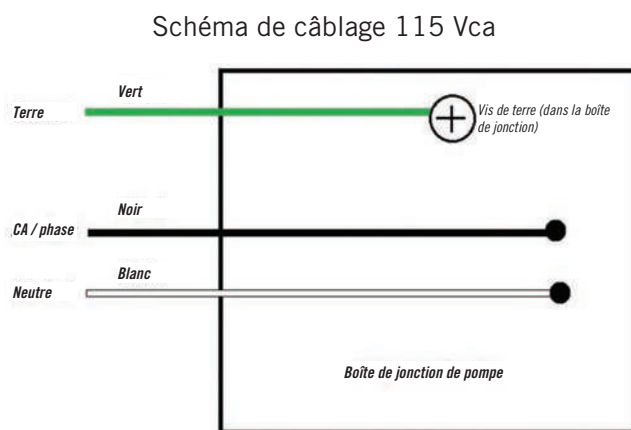 Schéma de câblage 115 Vca
Vert
Terre
Vis de terre (dans la boîte
de jonction)
Noir
CA / phase
Blanc
Neutre
Boîte de jonction de pompe